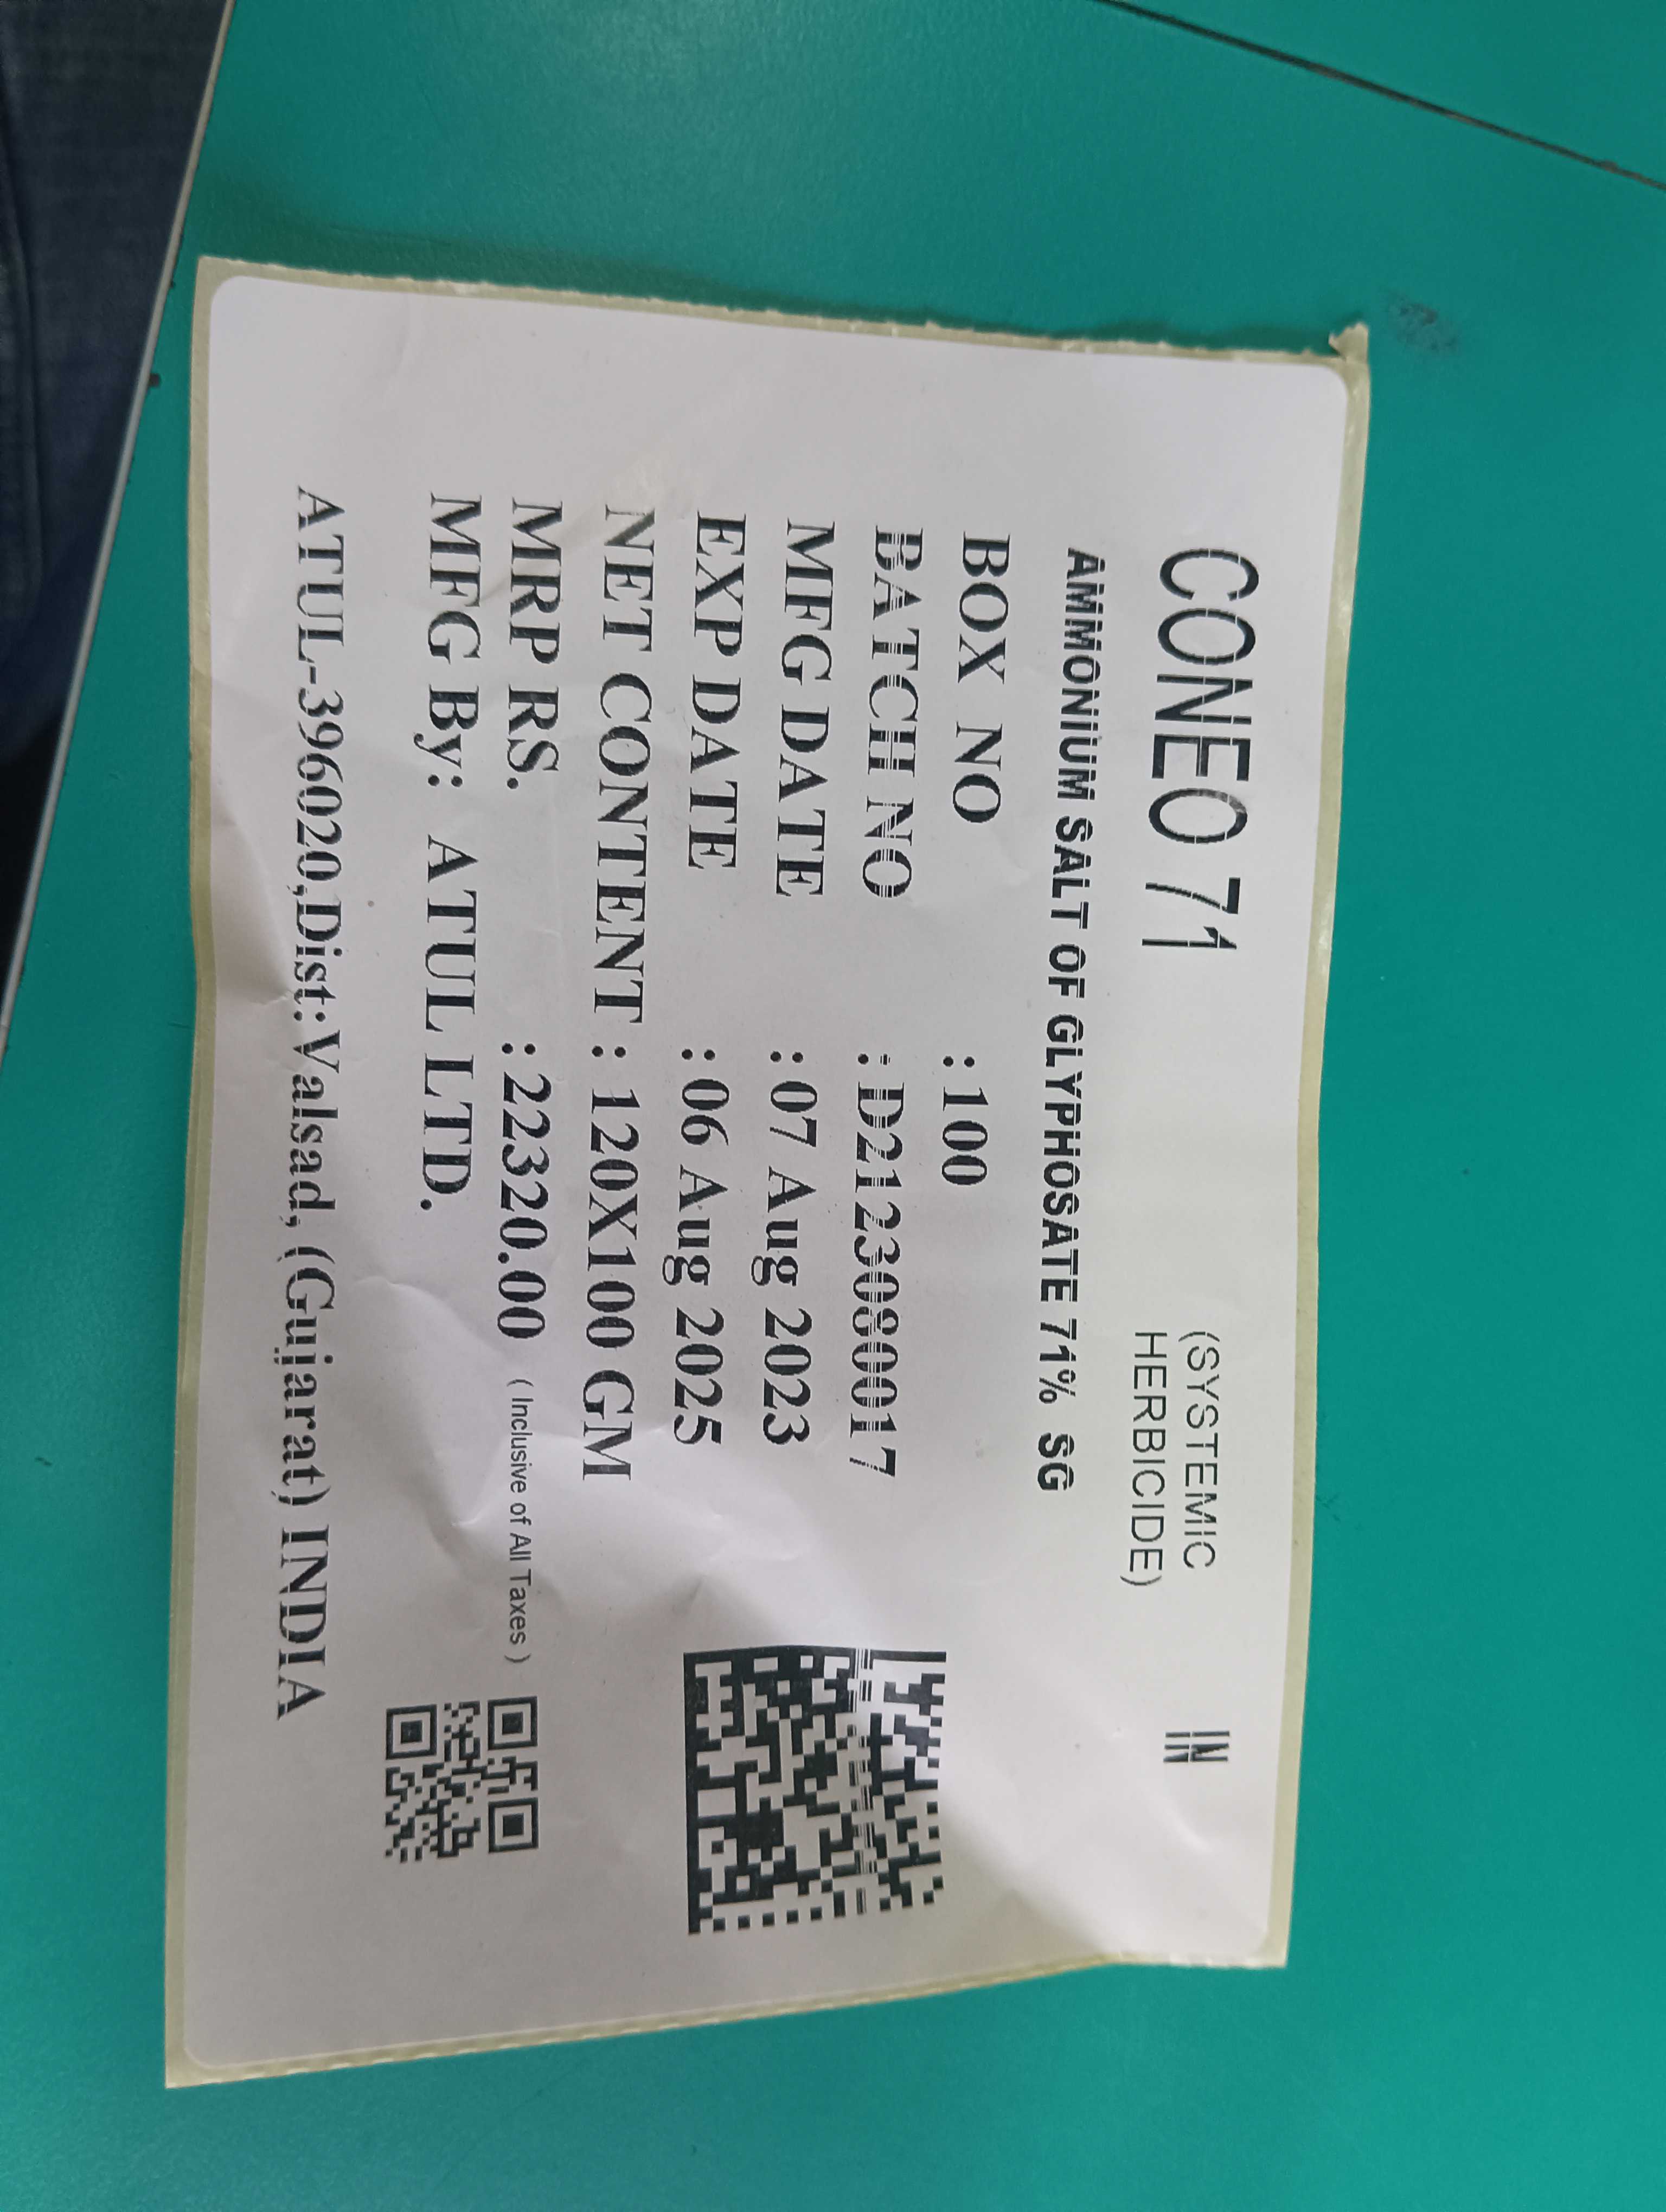 CONEO 71
(SYSTEMIC
HERBICIDE)
IN
AMMONIUM SALT OF GLYPHOSATE 71% SG
BOX NO :100
BATCH NO : D2123080017
MFG DATE : 07 Aug 2023
EXP DATE : 06 Aug 2025
NET CONTENT : 120X100 GM
MRP RS. : 22320.00 ( Inclusive of All Taxes )
MFG By: ATUL LTD.
ATUL-396020,Dist:Valsad, (Gujarat) INDIA